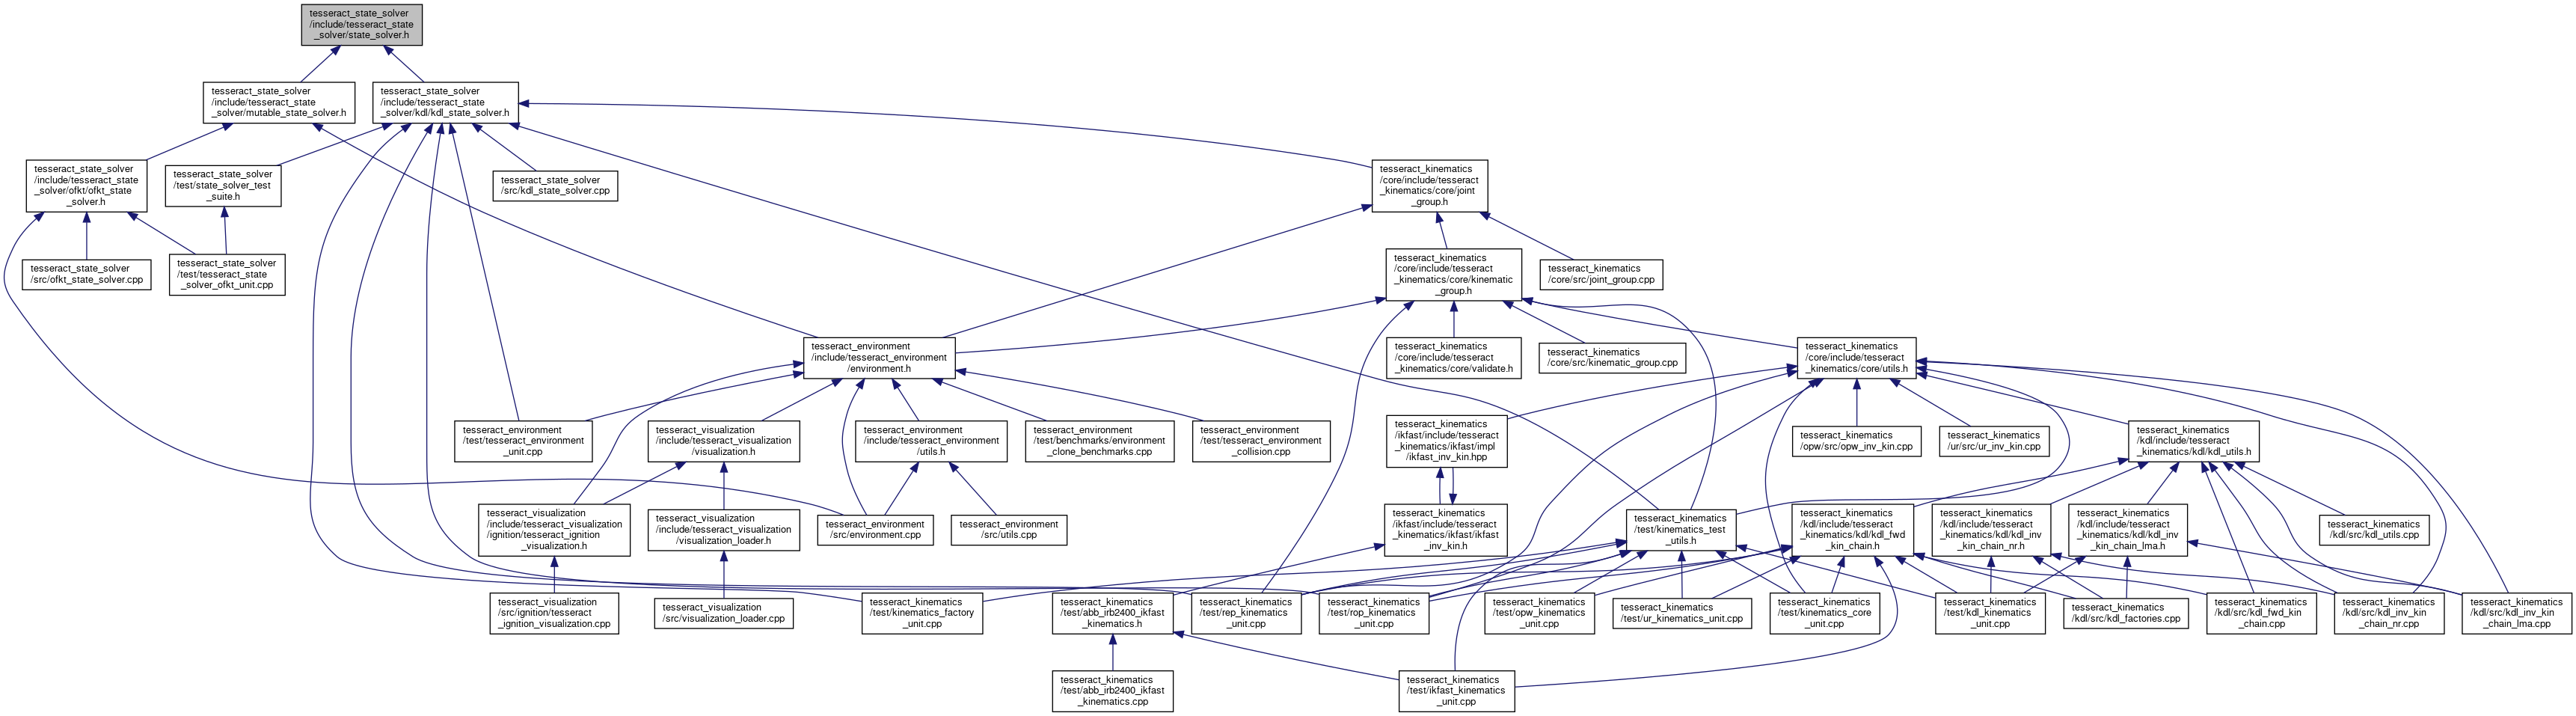 tesseract_state_solver
/include/tesseract_state
_solver/state_solver.h
tesseract_state_solver
/include/tesseract_state
_solver/mutable_state_solver.h
tesseract_state_solver
/include/tesseract_state
_solver/kdl/kdl_state_solver.h
tesseract_state_solver
/include/tesseract_state
_solver/ofkt/ofkt_state
_solver.h
tesseract_state_solver
/test/state_solver_test
_suite.h
tesseract_state_solver
/src/kdl_state_solver.cpp
tesseract_kinematics
/core/include/tesseract
_kinematics/core/joint
_group.h
tesseract_state_solver
/src/ofkt_state_solver.cpp
tesseract_state_solver
/test/tesseract_state
_solver_ofkt_unit.cpp
tesseract_kinematics
/core/include/tesseract
_kinematics/core/kinematic
_group.h
tesseract_kinematics
/core/src/joint_group.cpp
tesseract_environment
/include/tesseract_environment
/environment.h
tesseract_kinematics
/core/include/tesseract
_kinematics/core/validate.h
tesseract_kinematics
/core/src/kinematic_group.cpp
tesseract_kinematics
/core/include/tesseract
_kinematics/core/utils.h
tesseract_environment
/test/tesseract_environment
_unit.cpp
tesseract_visualization
/include/tesseract_visualization
/visualization.h
tesseract_environment
/include/tesseract_environment
/utils.h
tesseract_environment
/test/benchmarks/environment
_clone_benchmarks.cpp
tesseract_environment
/test/tesseract_environment
_collision.cpp
tesseract_kinematics
/ikfast/include/tesseract
_kinematics/ikfast/impl
/ikfast_inv_kin.hpp
tesseract_kinematics
/opw/src/opw_inv_kin.cpp
tesseract_kinematics
/ur/src/ur_inv_kin.cpp
tesseract_kinematics
/kdl/include/tesseract
_kinematics/kdl/kdl_utils.h
tesseract_visualization
/include/tesseract_visualization
/ignition/tesseract_ignition
_visualization.h
tesseract_visualization
/include/tesseract_visualization
/visualization_loader.h
tesseract_environment
/src/environment.cpp
tesseract_environment
/src/utils.cpp
tesseract_kinematics
/ikfast/include/tesseract
_kinematics/ikfast/ikfast
_inv_kin.h
tesseract_kinematics
/test/kinematics_test
_utils.h
tesseract_kinematics
/kdl/include/tesseract
_kinematics/kdl/kdl_fwd
_kin_chain.h
tesseract_kinematics
/kdl/include/tesseract
_kinematics/kdl/kdl_inv
_kin_chain_nr.h
tesseract_kinematics
/kdl/include/tesseract
_kinematics/kdl/kdl_inv
_kin_chain_lma.h
tesseract_kinematics
/kdl/src/kdl_utils.cpp
tesseract_visualization
/src/ignition/tesseract
_ignition_visualization.cpp
tesseract_visualization
/src/visualization_loader.cpp
tesseract_kinematics
/test/kinematics_factory
_unit.cpp
tesseract_kinematics
/test/abb_irb2400_ikfast
_kinematics.h
tesseract_kinematics
/test/rep_kinematics
_unit.cpp
tesseract_kinematics
/test/rop_kinematics
_unit.cpp
tesseract_kinematics
/test/opw_kinematics
_unit.cpp
tesseract_kinematics
/test/ur_kinematics_unit.cpp
tesseract_kinematics
/test/kinematics_core
_unit.cpp
tesseract_kinematics
/test/kdl_kinematics
_unit.cpp
tesseract_kinematics
/kdl/src/kdl_factories.cpp
tesseract_kinematics
/kdl/src/kdl_fwd_kin
_chain.cpp
tesseract_kinematics
/kdl/src/kdl_inv_kin
_chain_nr.cpp
tesseract_kinematics
/kdl/src/kdl_inv_kin
_chain_lma.cpp
tesseract_kinematics
/test/abb_irb2400_ikfast
_kinematics.cpp
tesseract_kinematics
/test/ikfast_kinematics
_unit.cpp